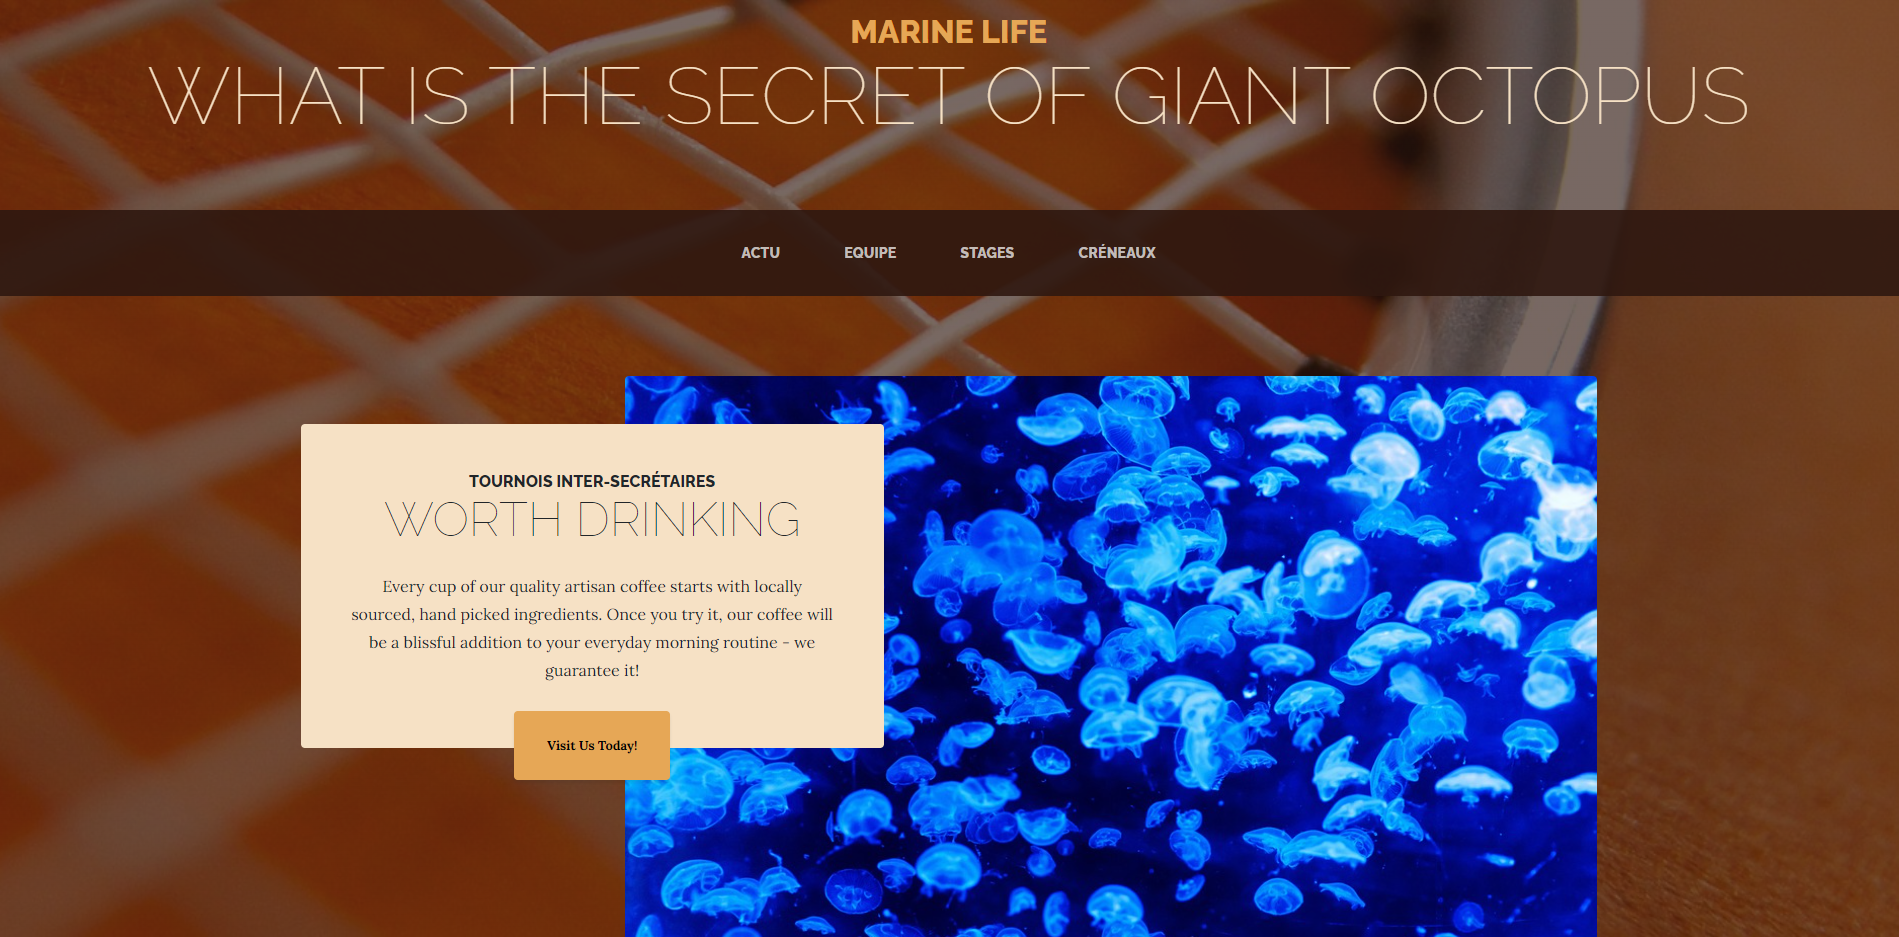 MARINE LIFE
WHAT IS THE SECRET OF GIANT OCTOPUS
ACTU
EQUIPE
STAGES
CRÉNEAUX
TOURNOIS INTER-SECRÉTAIRES
WORTH DRINKING
Every cup of our quality artisan coffee starts with locally
sourced, hand picked ingredients. Once you try it, our coffee will
be a blissful addition to your everyday morning routine - we
guarantee it!
Visit Us Today!